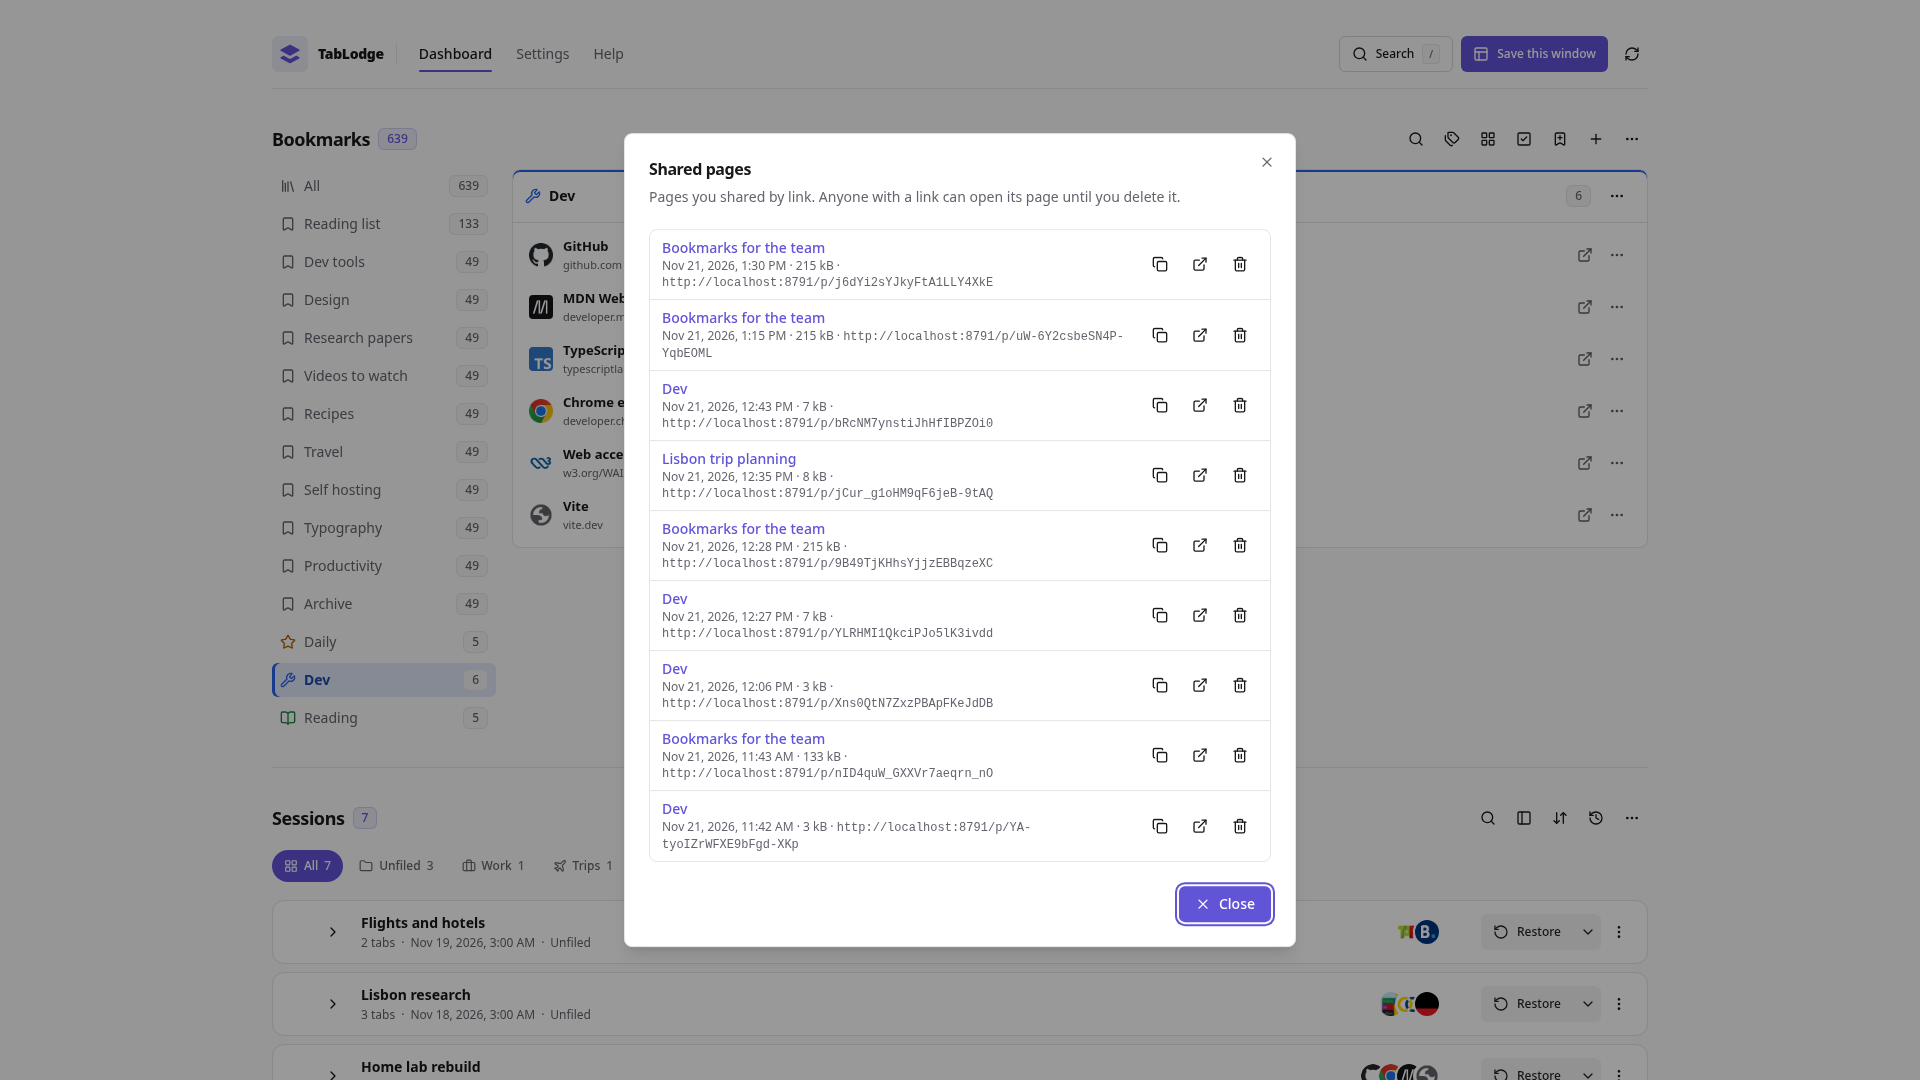 TabLodge
Dashboard
Settings
Help
Search /
Save this window
Bookmarks 639
All 639
Reading list 133
Dev tools 49
Design 49
Research papers 49
Videos to watch 49
Recipes 49
Travel 49
Self hosting 49
Typography 49
Productivity 49
Archive 49
Daily 5
Dev 6
Reading 5
Dev 6
GitHub
github.com
MDN Web
developer.m
TypeScrip
typescriptla
Chrome e
developer.ch
Web acce
w3.org/WAI
Vite
vite.dev
Shared pages
Pages you shared by link. Anyone with a link can open its page until you delete it.
Bookmarks for the team
Nov 21, 2026, 1:30 PM · 215 kB ·
http://localhost:8791/p/j6dYi2sYJkyFtA1LLY4XkE
Bookmarks for the team
Nov 21, 2026, 1:15 PM · 215 kB · http://localhost:8791/p/uW-6Y2csbeSN4P-
YqbEOML
Dev
Nov 21, 2026, 12:43 PM · 7 kB ·
http://localhost:8791/p/bRcNM7ynstiJhHfIBPZOi0
Lisbon trip planning
Nov 21, 2026, 12:35 PM · 8 kB ·
http://localhost:8791/p/jCur_g1oHM9qF6jeB-9tAQ
Bookmarks for the team
Nov 21, 2026, 12:28 PM · 215 kB ·
http://localhost:8791/p/9B49TjKHhsYjjzEBBqzeXC
Dev
Nov 21, 2026, 12:27 PM · 7 kB ·
http://localhost:8791/p/YLRHMI1QkciPJo5lK3ivdd
Dev
Nov 21, 2026, 12:06 PM · 3 kB ·
http://localhost:8791/p/Xns0QtN7ZxzPBApFKeJdDB
Bookmarks for the team
Nov 21, 2026, 11:43 AM · 133 kB ·
http://localhost:8791/p/nID4quW_GXXVr7aeqrn_nO
Dev
Nov 21, 2026, 11:42 AM · 3 kB · http://localhost:8791/p/YA-
tyoIZrWFXE9bFgd-XKp
Close
Sessions 7
All 7
Unfiled 3
Work 1
Trips 1
Flights and hotels
2 tabs · Nov 19, 2026, 3:00 AM · Unfiled
B.
Restore
Lisbon research
3 tabs · Nov 18, 2026, 3:00 AM · Unfiled
Restore
Home lab rebuild
Restore